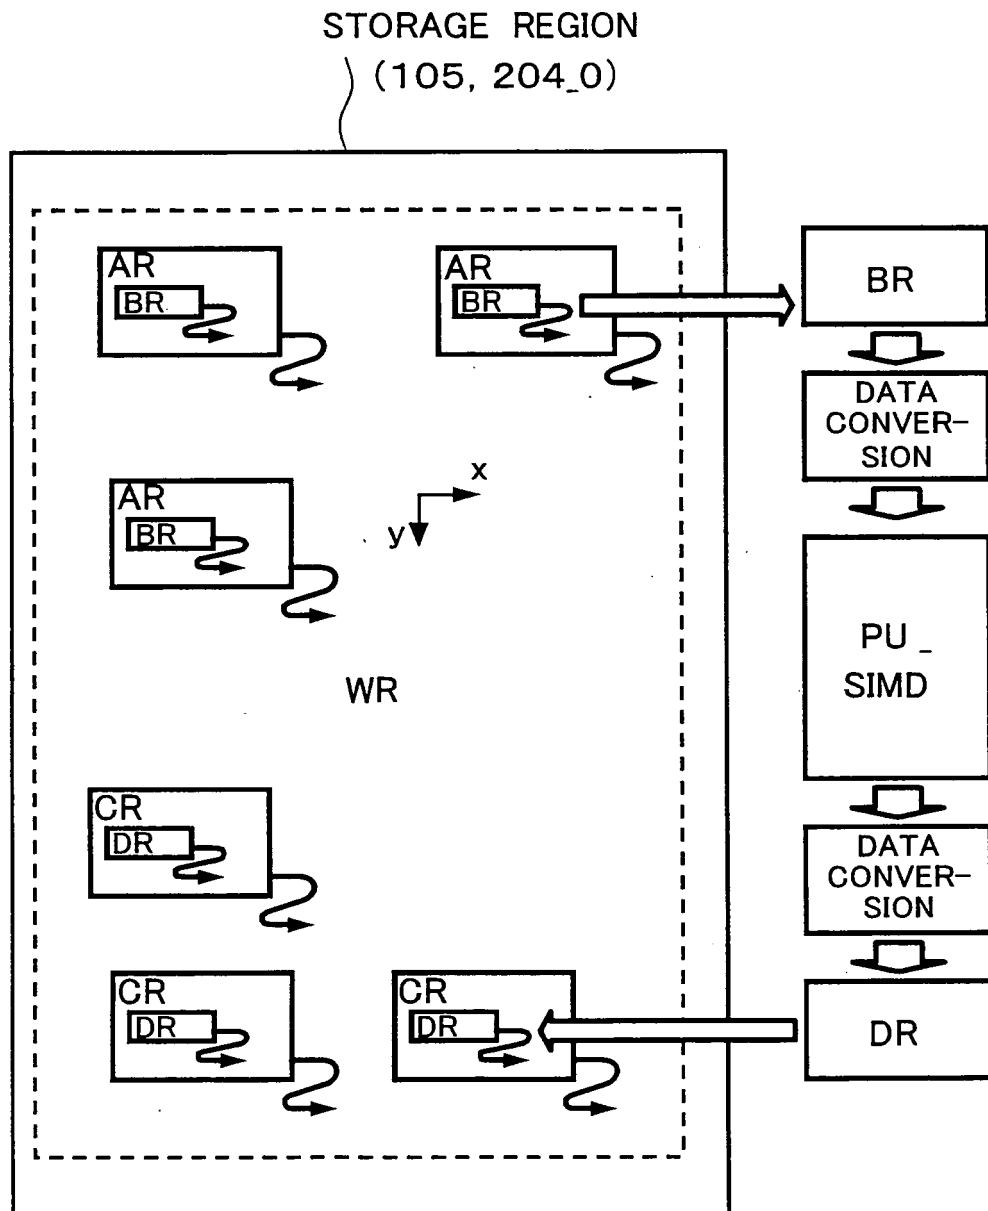 STORAGE REGION
(105, 204_0)
AR
BR
AR
BR
BR
DATA
CONVER-
SION
AR
BR
x
y
PU_
SIMD
WR
CR
DR
DATA
CONVER-
SION
CR
DR
CR
DR
DR